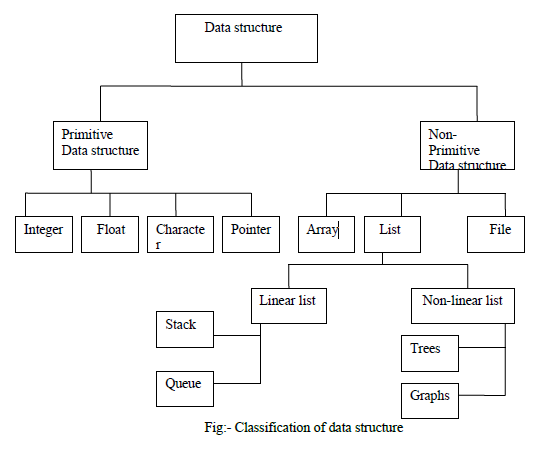 Data structure
Primitive
Data structure
Non-
Primitive
Data structure
Integer
Float
Characte
r
Pointer
Array
List
File
Linear list
Non-linear list
Stack
Trees
Queue
Graphs
Fig:- Classification of data structure